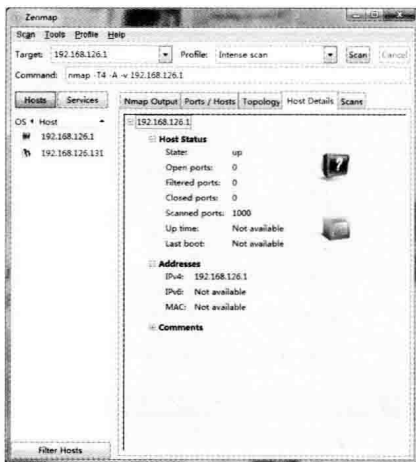 Zenmap
Scan Tools Profile Help
Target: 192.168.126.1 Profile: Intense scan Scan Cancel
Command: nmap -T4 -A -v 192.168.126.1
Hosts Services Nmap Output Ports / Hosts Topology Host Details Scans
OS Host
192.168.126.1
192.168.126.131
192.168.126.1
Host Status
State: up
Open ports: 0
Filtered ports: 0
Closed ports: 0
Scanned ports: 1000
Up time: Not available
Last boot: Not available
Addresses
IPv4: 192.168.126.1
IPv6: Not available
MAC: Not available
Comments
Filter Hosts